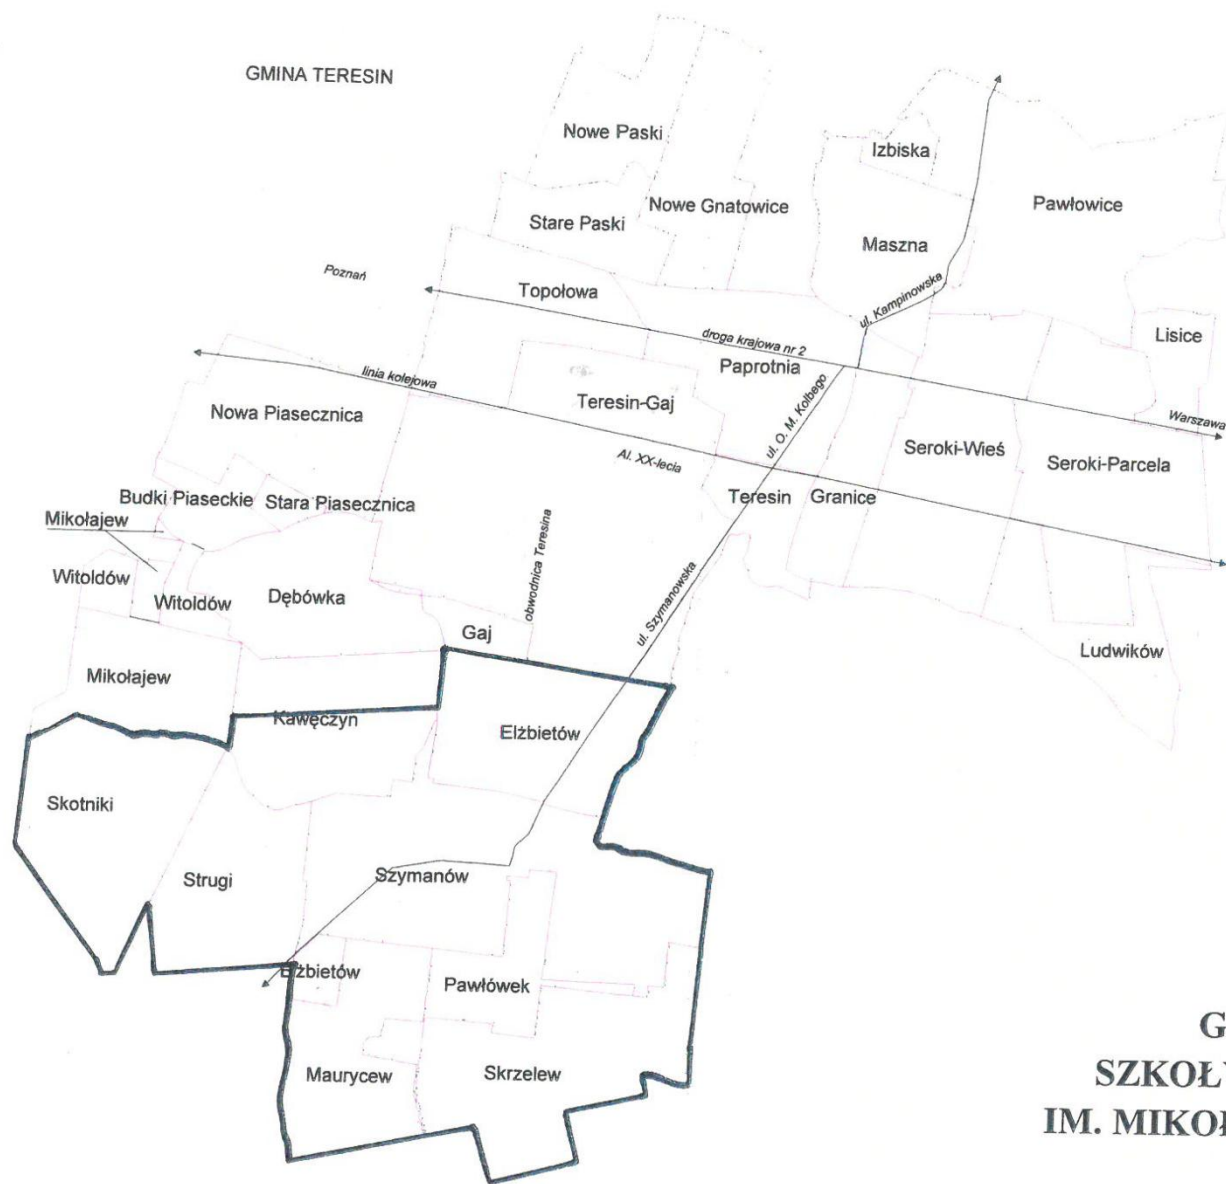 GMINA TERESIN
Nowe Paski
Izbiska
Nowe Gnatowice
Pawłowice
Stare Paski
Maszna
Poznań
Topołowa
ul. Kampinowska
droga krajowa nr 2
Lisice
Paprotnia
linia kolejowa
Teresin-Gaj
ul. O. M. Kolbego
Warszawa
Nowa Piasecznica
Seroki-Wieś
Al. XX-lecia
Seroki-Parcela
Budki Piaseckie
Stara Piasecznica
Teresin
Granice
Mikołajew
obwodnica Teresina
Witoldów
Witoldów
Dębówka
ul. Szymanowska
Gaj
Ludwików
Mikołajew
Kawęczyn
Elżbietów
Skotniki
Strugi
Szymanów
Elżbietów
Pawłówek
Maurycew
Skrzelew
G
SZKOŁY
IM. MIKOŁ